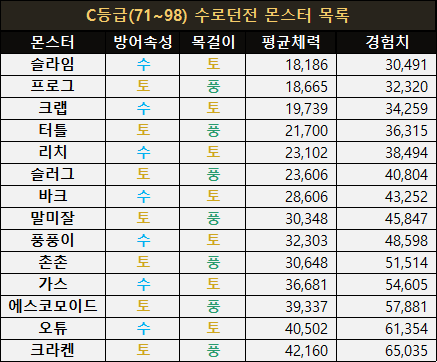 C등급(71~98) 수로던전 몬스터 목록
몬스터 방어속성 목걸이 평균체력 경험치
슬라임 수 토 18,186 30,491
프로그 토 풍 18,665 32,320
크랩 수 토 19,739 34,259
터틀 토 풍 21,700 36,315
리치 수 토 23,102 38,494
슬러그 토 풍 23,606 40,804
바크 수 토 28,606 43,252
말미잘 토 풍 30,348 45,847
풍풍이 수 토 32,303 48,598
촌촌 토 풍 30,648 51,514
가스 수 토 36,681 54,605
에스코모이드 토 풍 39,337 57,881
오튜 수 토 40,502 61,354
크라켄 토 풍 42,160 65,035